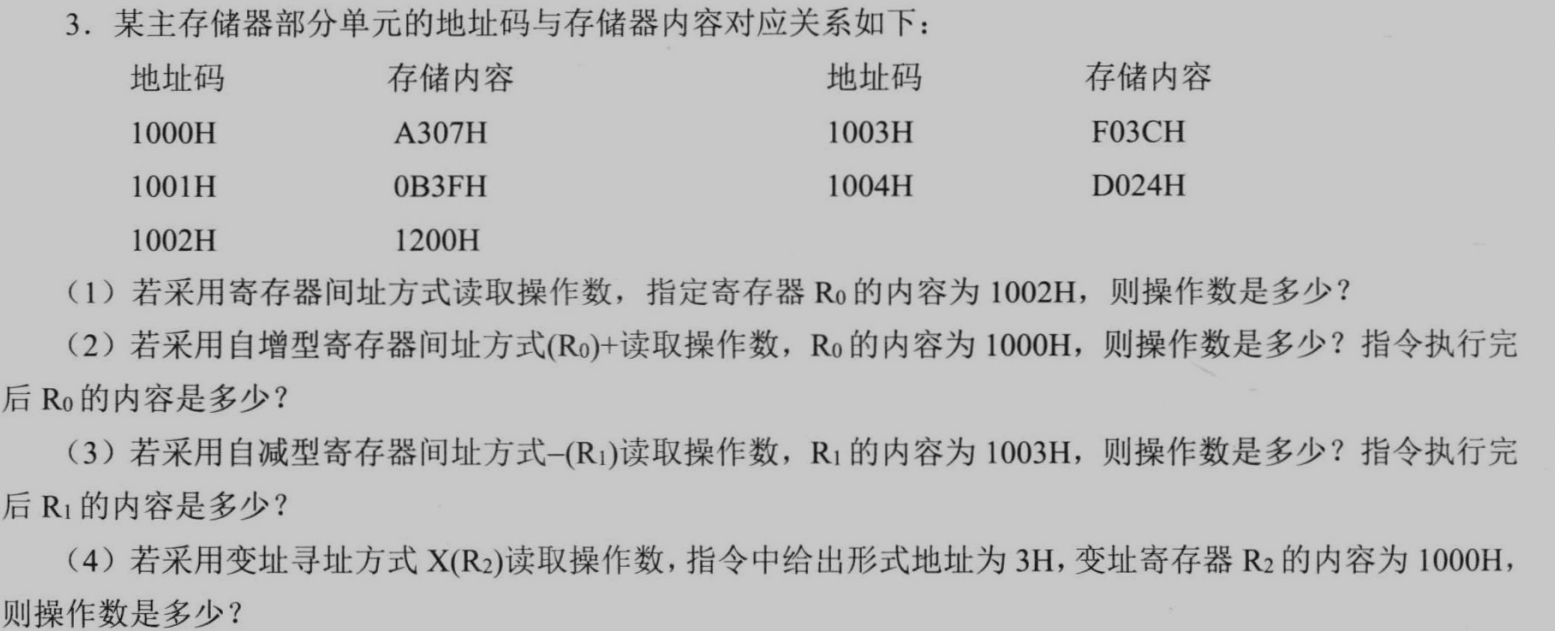 3．某主存储器部分单元的地址码与存储器内容对应关系如下：
地址码 存储内容 地址码 存储内容
1000H A307H 1003H F03CH
1001H 0B3FH 1004H D024H
1002H 1200H
（1）若采用寄存器间址方式读取操作数，指定寄存器 R0 的内容为 1002H，则操作数是多少？
（2）若采用自增型寄存器间址方式(R0)+读取操作数，R0 的内容为 1000H，则操作数是多少？指令执行完
后 R0 的内容是多少？
（3）若采用自减型寄存器间址方式–(R1)读取操作数，R1 的内容为 1003H，则操作数是多少？指令执行完
后 R1 的内容是多少？
（4）若采用变址寻址方式 X(R2)读取操作数，指令中给出形式地址为 3H，变址寄存器 R2 的内容为 1000H，
则操作数是多少？